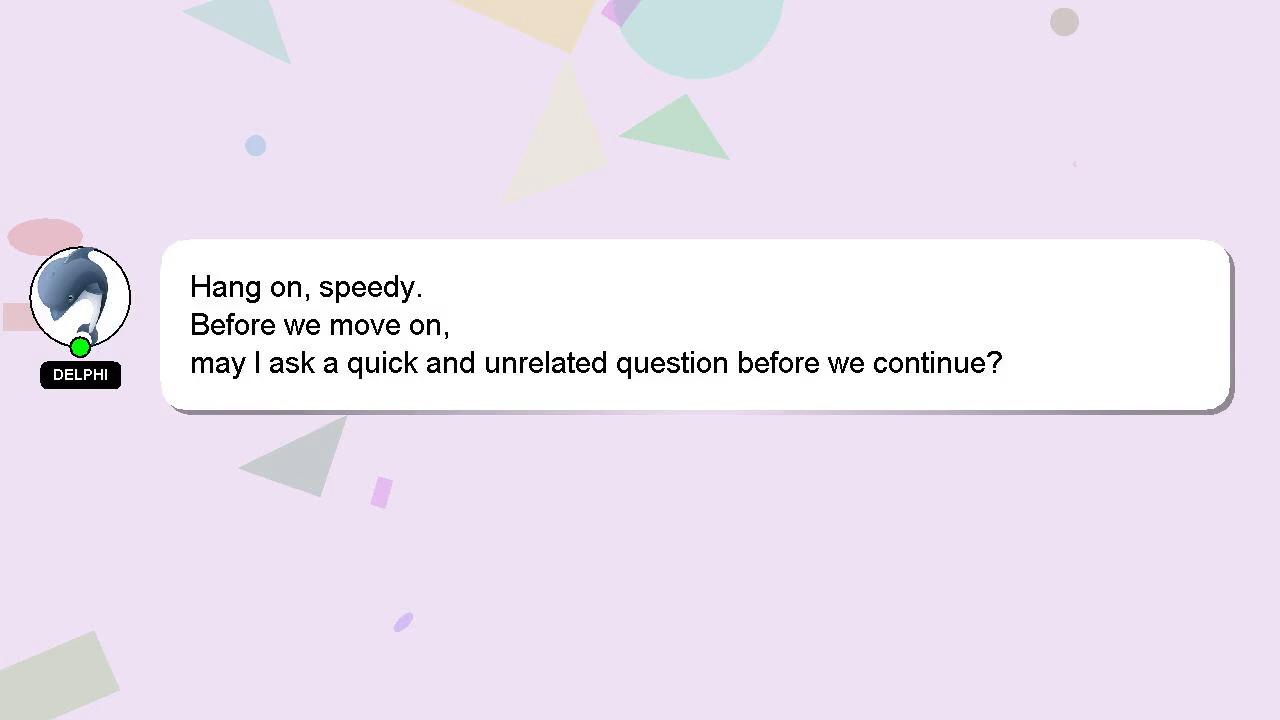 Hang on, speedy.
Before we move on,
may I ask a quick and unrelated question before we continue?
DELPHI